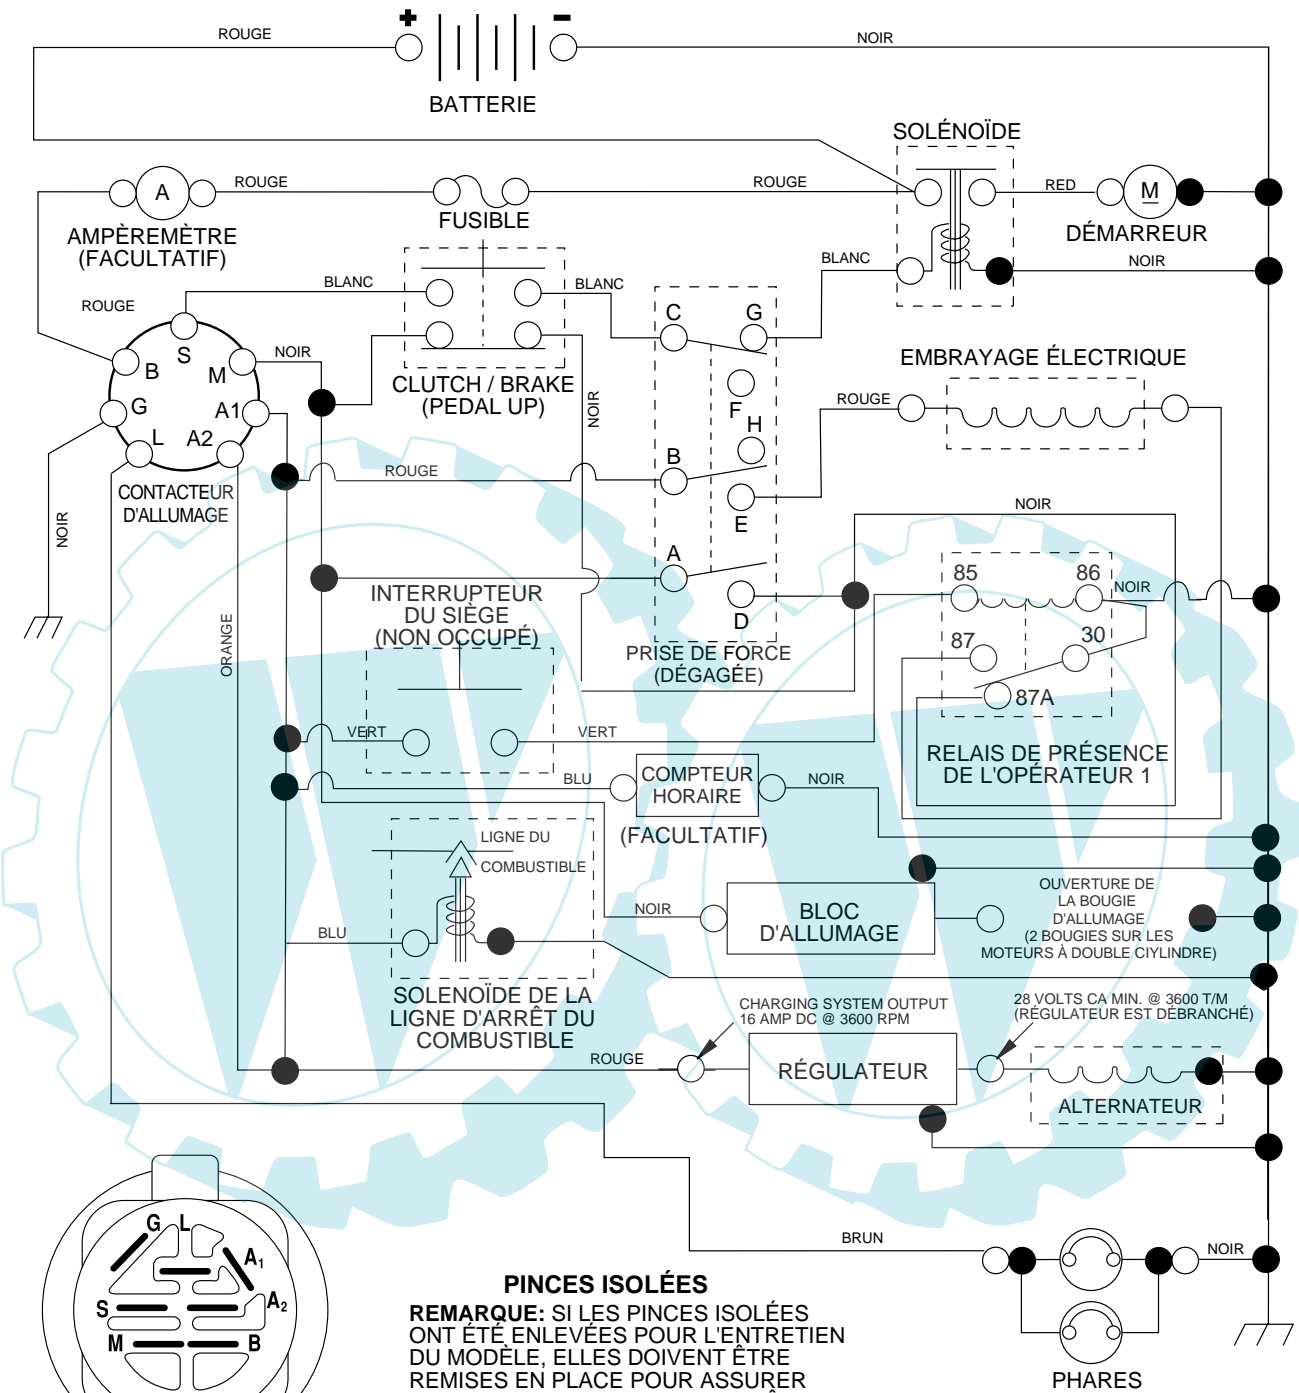 + -
ROUGE
NOIR
BATTERIE
SOLÉNOÏDE
A
ROUGE
ROUGE
RED
M
FUSIBLE
AMPÈREMÈTRE
(FACULTATIF)
DÉMARREUR
BLANC
BLANC
BLANC
NOIR
ROUGE
S
B
M
NOIR
C
G
CLUTCH / BRAKE
(PEDAL UP)
EMBRAYAGE ÉLECTRIQUE
G
A1
L
A2
NOIR
F
H
ROUGE
B
ROUGE
CONTACTEUR
D'ALLUMAGE
E
NOIR
NOIR
A
85
86
NOIR
D
INTERRUPTEUR
DU SIÈGE
(NON OCCUPÉ)
ORANGE
PRISE DE FORCE
(DÉGAGÉE)
87
30
87A
VERT
VERT
RELAIS DE PRÉSENCE
DE L'OPÉRATEUR 1
BLU
COMPTEUR
HORAIRE
NOIR
(FACULTATIF)
LIGNE DU
COMBUSTIBLE
BLU
NOIR
BLOC
D'ALLUMAGE
OUVERTURE DE
LA BOUGIE
D'ALLUMAGE
(2 BOUGIES SUR LES
MOTEURS À DOUBLE CIYLINDRE)
SOLENOÏDE DE LA
LIGNE D'ARRÊT DU
COMBUSTIBLE
CHARGING SYSTEM OUTPUT
16 AMP DC @ 3600 RPM
28 VOLTS CA MIN. @ 3600 T/M
(RÉGULATEUR EST DÉBRANCHÉ)
ROUGE
RÉGULATEUR
ALTERNATEUR
G L
A1
S
A2
M
B
BRUN
NOIR
PHARES
PINCES ISOLÉES
REMARQUE: SI LES PINCES ISOLÉES
ONT ÉTÉ ENLEVÉES POUR L'ENTRETIEN
DU MODÈLE, ELLES DOIVENT ÊTRE
REMISES EN PLACE POUR ASSURER